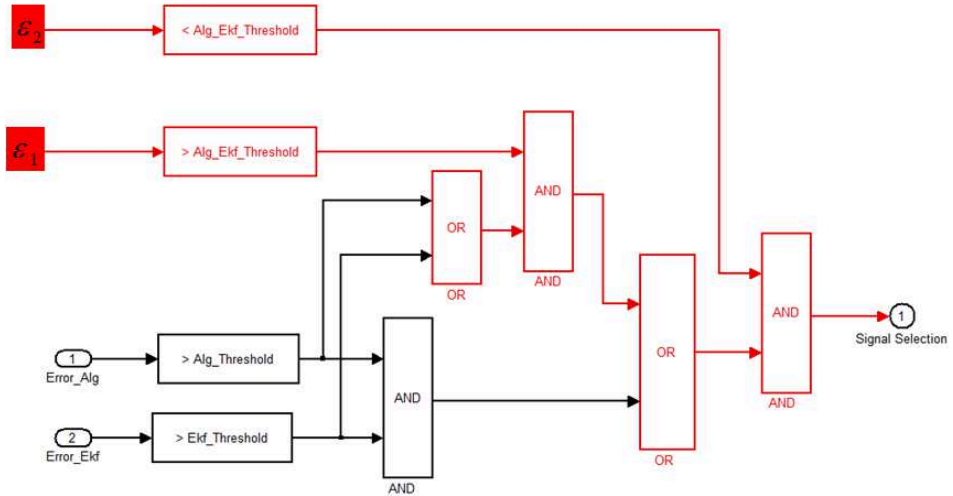 ε₂
< Alg_Ekf_Threshold
ε₁
> Alg_Ekf_Threshold
AND
OR
OR
AND
AND
1
Signal Selection
1
> Alg_Threshold
Error_Alg
AND
OR
AND
2
> Ekf_Threshold
Error_Ekf
OR
AND